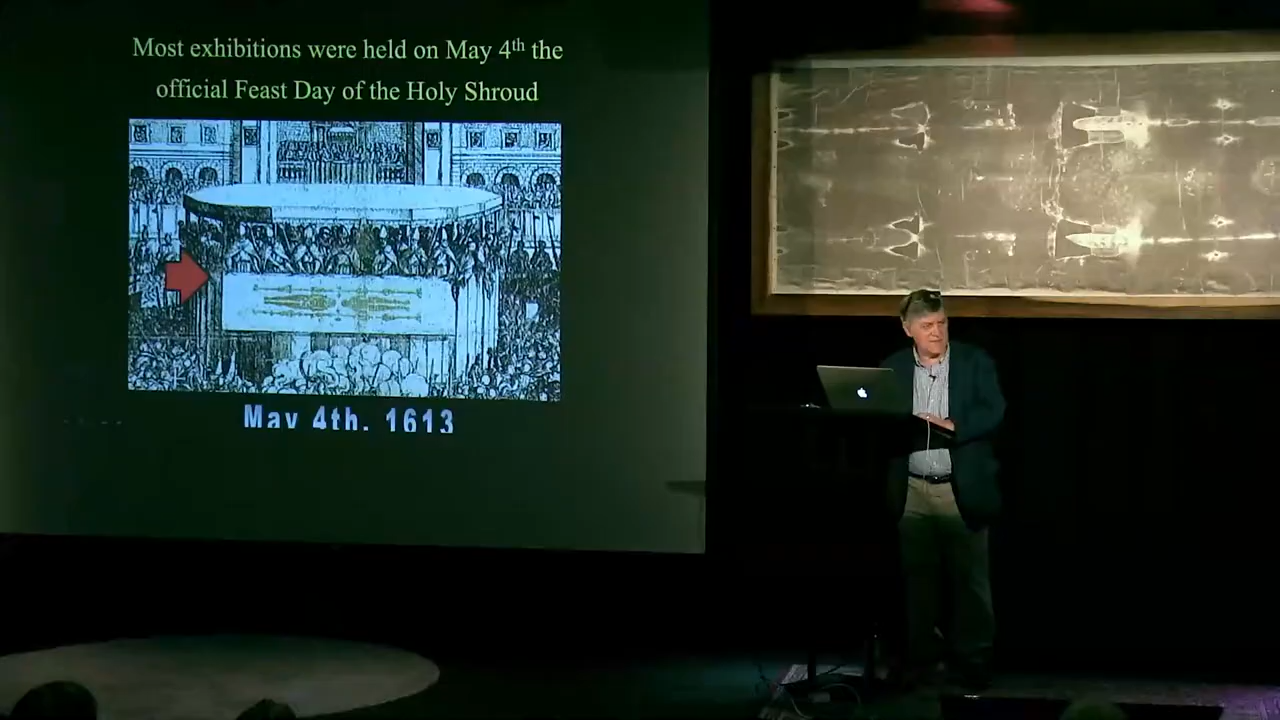 Most exhibitions were held on May 4th the
official Feast Day of the Holy Shroud
May 4th, 1613